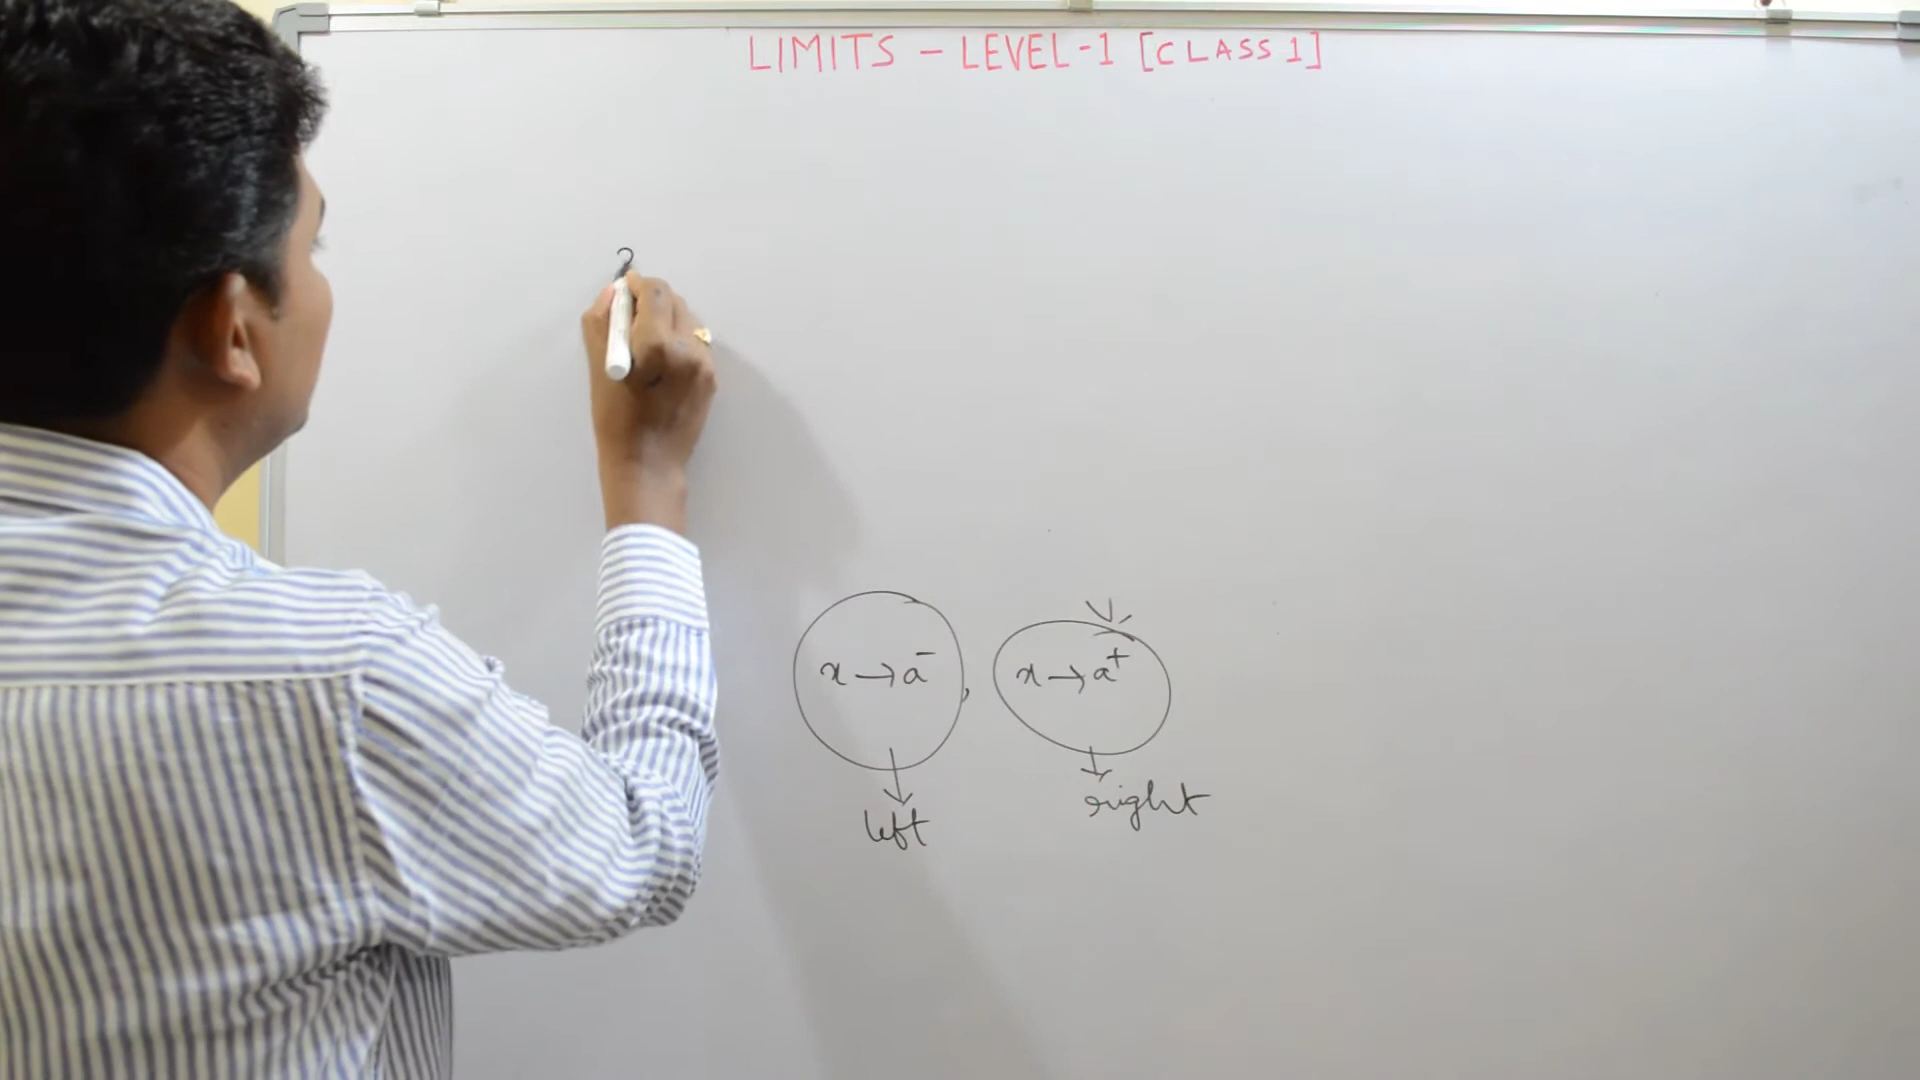 LIMITS – LEVEL-1 [CLASS 1]
x → a⁻, x → a⁺
left right